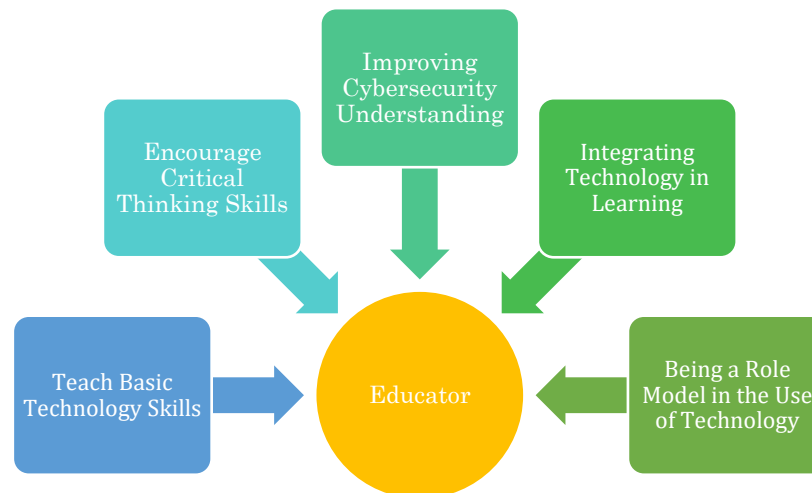 Improving
Cybersecurity
Understanding
Encourage
Critical
Thinking Skills
Integrating
Technology in
Learning
Teach Basic
Technology Skills
Educator
Being a Role
Model in the Use
of Technology